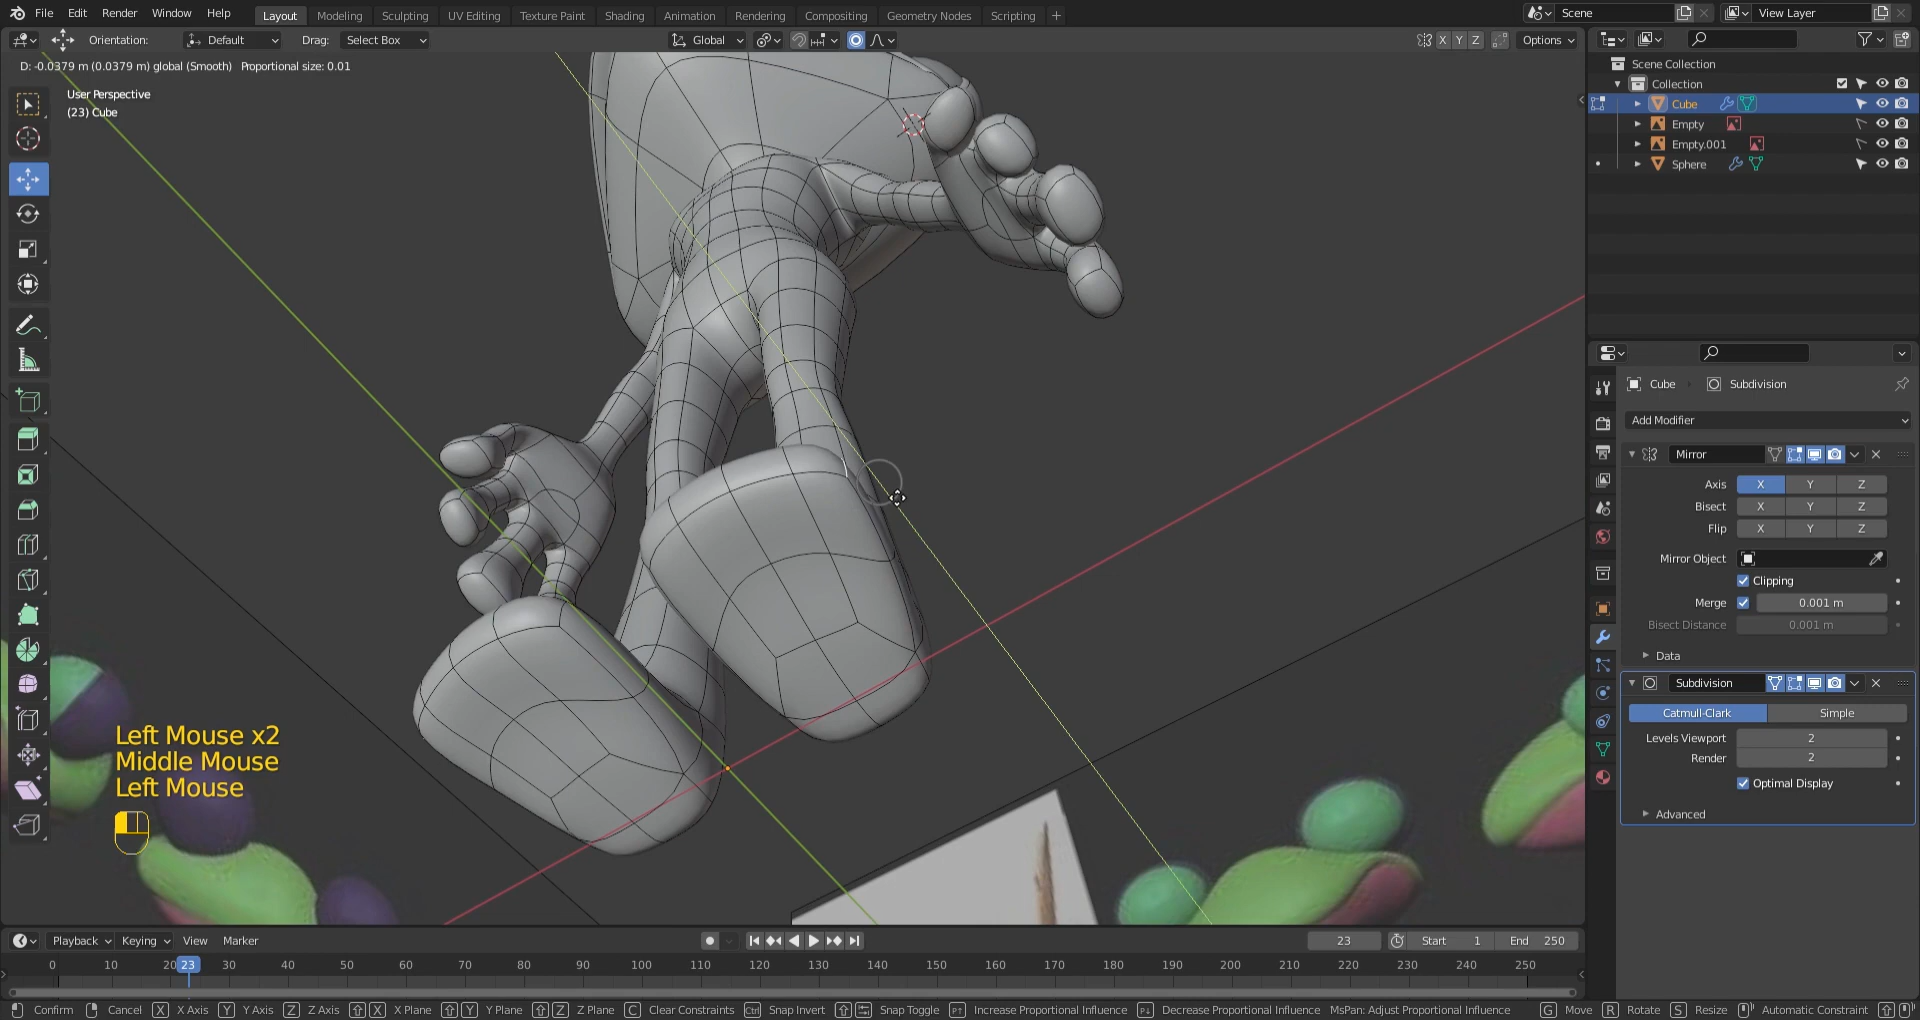 File Edit Render Window Help Layout Modeling Sculpting UV Editing Texture Paint Shading Animation Rendering Compositing Geometry Nodes Scripting + Scene View Layer
Orientation: Default Drag: Select Box Global X Y Z Options
D: -0.0379 m (0.0379 m) global (Smooth) Proportional size: 0.01
User Perspective
(23) Cube
Scene Collection
Collection
Cube
Empty
Empty.001
Sphere
Cube Subdivision
Add Modifier
Mirror
Axis X Y Z
Bisect X Y Z
Flip X Y Z
Mirror Object
Clipping
Merge 0.001 m
Bisect Distance 0.001 m
Data
Subdivision
Catmull-Clark Simple
Levels Viewport 2
Render 2
Optimal Display
Advanced
Left Mouse x2
Middle Mouse
Left Mouse
Playback Keying View Marker 23 Start 1 End 250
0 10 20 23 30 40 50 60 70 80 90 100 110 120 130 140 150 160 170 180 190 200 210 220 230 240 250
Confirm Cancel X X Axis Y Y Axis Z Z Axis X X Plane Y Y Plane Z Z Plane C Clear Constraints Ctrl Snap Invert Snap Toggle Increase Proportional Influence Decrease Proportional Influence MsPan: Adjust Proportional Influence G Move R Rotate S Resize Automatic Constraint